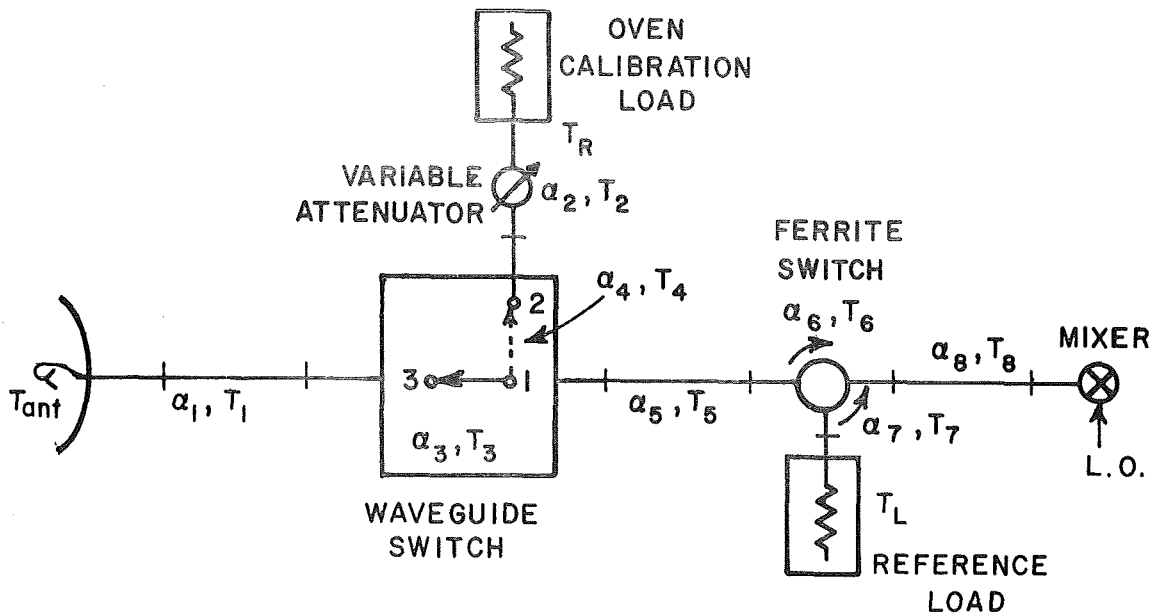 OVEN
CALIBRATION
LOAD
T_R
VARIABLE
ATTENUATOR
α_2, T_2
FERRITE
SWITCH
2
α_4, T_4
α_6, T_6
MIXER
T_ant
α_1, T_1
3
1
α_5, T_5
α_8, T_8
α_3, T_3
α_7, T_7
L.O.
WAVEGUIDE
SWITCH
T_L
REFERENCE
LOAD